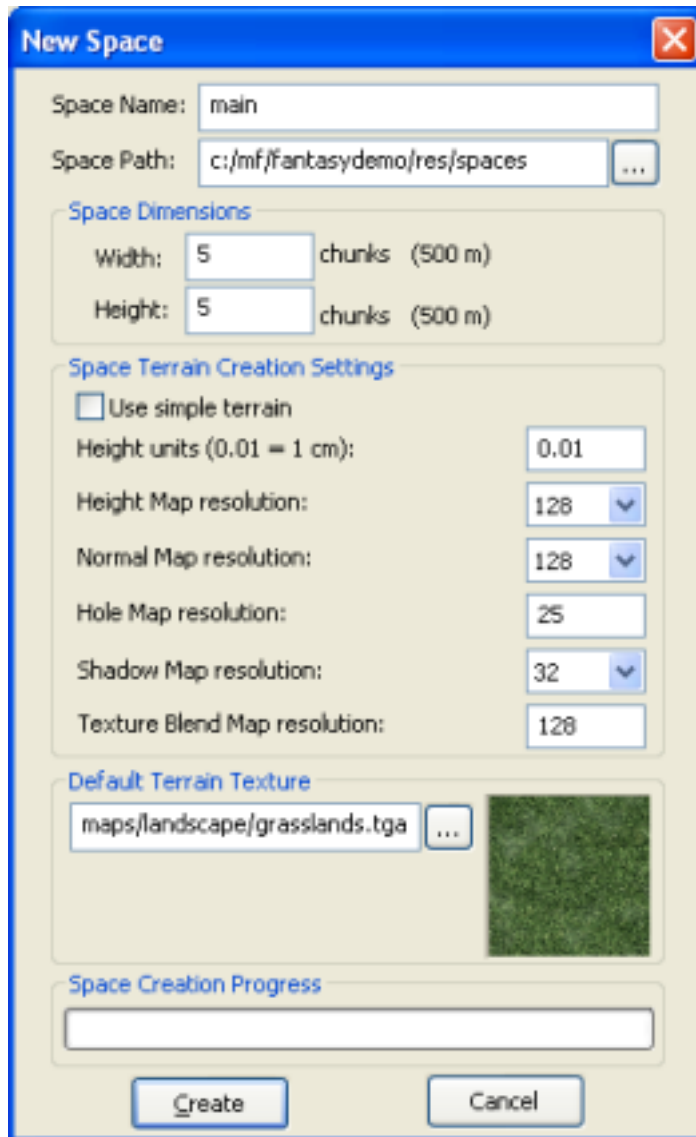 New Space
Space Name: main
Space Path: c:/mf/fantasydemo/res/spaces ...
Space Dimensions
Width: 5 chunks (500 m)
Height: 5 chunks (500 m)
Space Terrain Creation Settings
Use simple terrain
Height units (0.01 = 1 cm): 0.01
Height Map resolution: 128
Normal Map resolution: 128
Hole Map resolution: 25
Shadow Map resolution: 32
Texture Blend Map resolution: 128
Default Terrain Texture
maps/landscape/grasslands.tga ...
Space Creation Progress
Create Cancel